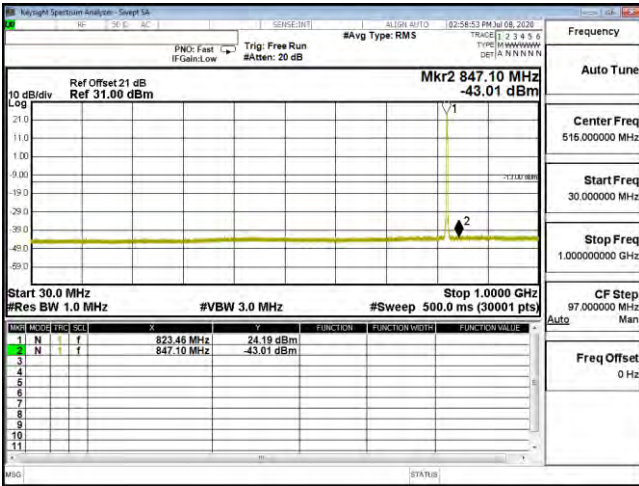 Keysight Spectrum Analyzer - Swept SA
RF 50 Ω AC SENSE:INT ALIGN AUTO 02:58:53 PM Jul 08, 2020
#Avg Type: RMS
TRACE 1 2 3 4 5 6
TYPE M WWWWW
DET A N N N N N
PNO: Fast
IFGain:Low
Trig: Free Run
#Atten: 20 dB
Frequency
Auto Tune
Center Freq
515.000000 MHz
Start Freq
30.000000 MHz
Stop Freq
1.000000000 GHz
CF Step
97.000000 MHz
Auto Man
Freq Offset
0 Hz
Mkr2 847.10 MHz
-43.01 dBm
Ref Offset 21 dB
10 dB/div Ref 31.00 dBm
Log
21.0
11.0
1.00
-9.00
-19.0
-29.0
-39.0
-49.0
-59.0
1
-13.00 dBm
2
Start 30.0 MHz
Stop 1.0000 GHz
#Res BW 1.0 MHz
#VBW 3.0 MHz
#Sweep 500.0 ms (30001 pts)
MKR MODE TRC SCL X Y FUNCTION FUNCTION WIDTH FUNCTION VALUE
1 N 1 f 823.46 MHz 24.19 dBm
2 N 1 f 847.10 MHz -43.01 dBm
3
4
5
6
7
8
9
10
11
MSG
STATUS